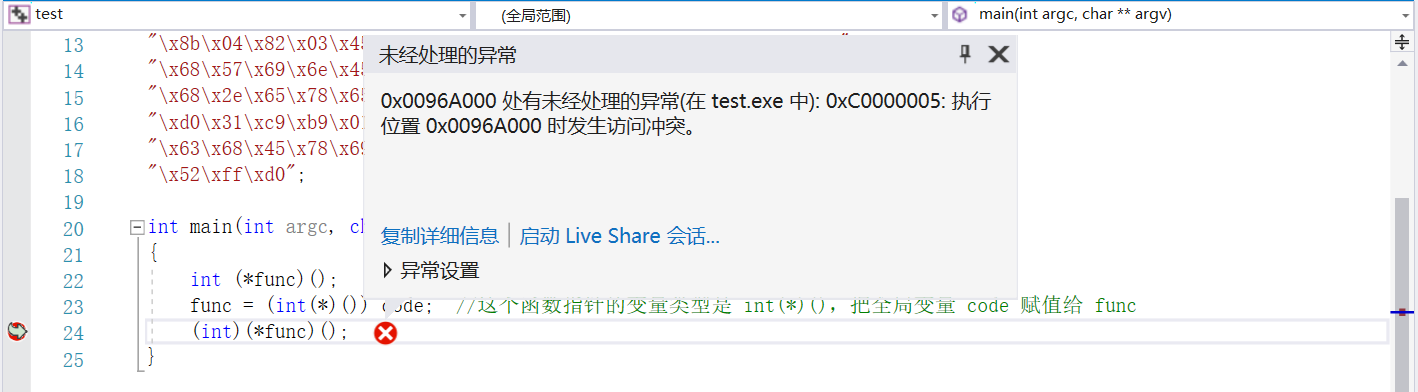 test (全局范围) main(int argc, char ** argv)
13 "\x8b\x04\x82\x03\x45 "
未经处理的异常
14 "\x68\x57\x69\x6e\x45
15 "\x68\x2e\x65\x78\x65
0x0096A000 处有未经处理的异常(在 test.exe 中): 0xC0000005: 执行
16 "\xd0\x31\xc9\xb9\x01
位置 0x0096A000 时发生访问冲突。
17 "\x63\x68\x45\x78\x69
18 "\x52\xff\xd0";
19
20 int main(int argc, ch
复制详细信息 | 启动 Live Share 会话...
21 {
异常设置
22 int (*func)();
23 func = (int(*)()) code; //这个函数指针的变量类型是 int(*)(), 把全局变量 code 赋值给 func
24 (int)(*func)();
25 }